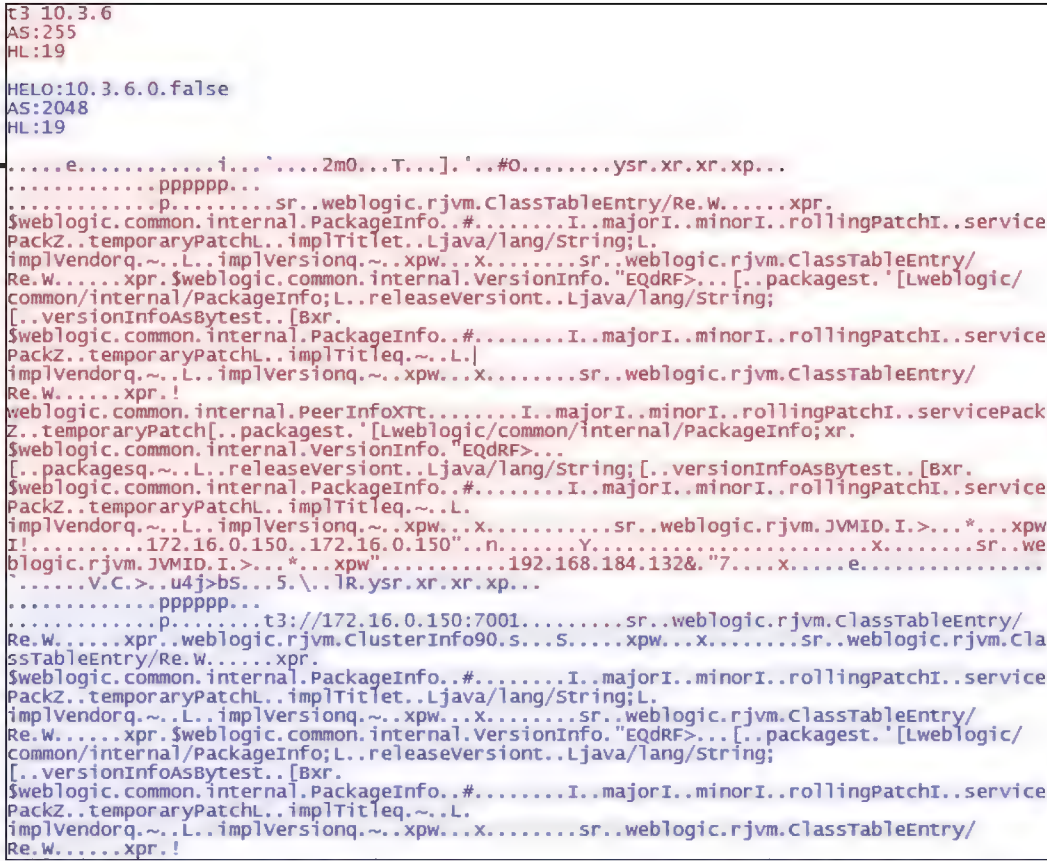 t3 10.3.6
AS:255
HL:19
HELO:10.3.6.0.false
AS:2048
HL:19
.....e............i...`....2m0...T...].'..#O........ysr.xr.xr.xp...
.............pppppp...
.............p.........sr..weblogic.rjvm.ClassTableEntry/Re.W......xpr.
$weblogic.common.internal.PackageInfo..#........I..majorI..minorI..rollingPatchI..service
PackZ..temporaryPatchL..implTitlet..Ljava/lang/String;L.
implVendorq.~..L..implVersionq.~..xpw...x........sr..weblogic.rjvm.ClassTableEntry/
Re.W......xpr.$weblogic.common.internal.VersionInfo."EQdRF>...[..packagest.'[Lweblogic/
common/internal/PackageInfo;L..releaseVersiont..Ljava/lang/String;
[..versionInfoAsBytest..[Bxr.
$weblogic.common.internal.PackageInfo..#........I..majorI..minorI..rollingPatchI..service
PackZ..temporaryPatchL..implTitleq.~..L.
implVendorq.~..L..implVersionq.~..xpw...x........sr..weblogic.rjvm.ClassTableEntry/
Re.W......xpr.!
weblogic.common.internal.PeerInfoXTt........I..majorI..minorI..rollingPatchI..servicePack
Z..temporaryPatch[..packagest.'[Lweblogic/common/internal/PackageInfo;xr.
$weblogic.common.internal.VersionInfo."EQdRF>...
[..packagesq.~..L..releaseVersiont..Ljava/lang/String;[..versionInfoAsBytest..[Bxr.
$weblogic.common.internal.PackageInfo..#........I..majorI..minorI..rollingPatchI..service
PackZ..temporaryPatchL..implTitleq.~..L.
implVendorq.~..L..implVersionq.~..xpw...x...........sr..weblogic.rjvm.JVMID.I.>...*...xpw
I!..........172.16.0.150..172.16.0.150"..n........Y........................x........sr..we
blogic.rjvm.JVMID.I.>...*...xpw"............192.168.184.132&."7....x.....e................
`......V.C.>..u4j>bS...5.\..lR.ysr.xr.xr.xp...
.............pppppp...
.............p........t3://172.16.0.150:7001.........sr..weblogic.rjvm.ClassTableEntry/
Re.W......xpr..weblogic.rjvm.ClusterInfo90.s...S.....xpw...x........sr..weblogic.rjvm.Cla
ssTableEntry/Re.W......xpr.
$weblogic.common.internal.PackageInfo..#........I..majorI..minorI..rollingPatchI..service
PackZ..temporaryPatchL..implTitlet..Ljava/lang/String;L.
implVendorq.~..L..implVersionq.~..xpw...x........sr..weblogic.rjvm.ClassTableEntry/
Re.W......xpr.$weblogic.common.internal.VersionInfo."EQdRF>...[..packagest.'[Lweblogic/
common/internal/PackageInfo;L..releaseVersiont..Ljava/lang/String;
[..versionInfoAsBytest..[Bxr.
$weblogic.common.internal.PackageInfo..#........I..majorI..minorI..rollingPatchI..service
PackZ..temporaryPatchL..implTitleq.~..L.
implVendorq.~..L..implVersionq.~..xpw...x........sr..weblogic.rjvm.ClassTableEntry/
Re.W......xpr.!